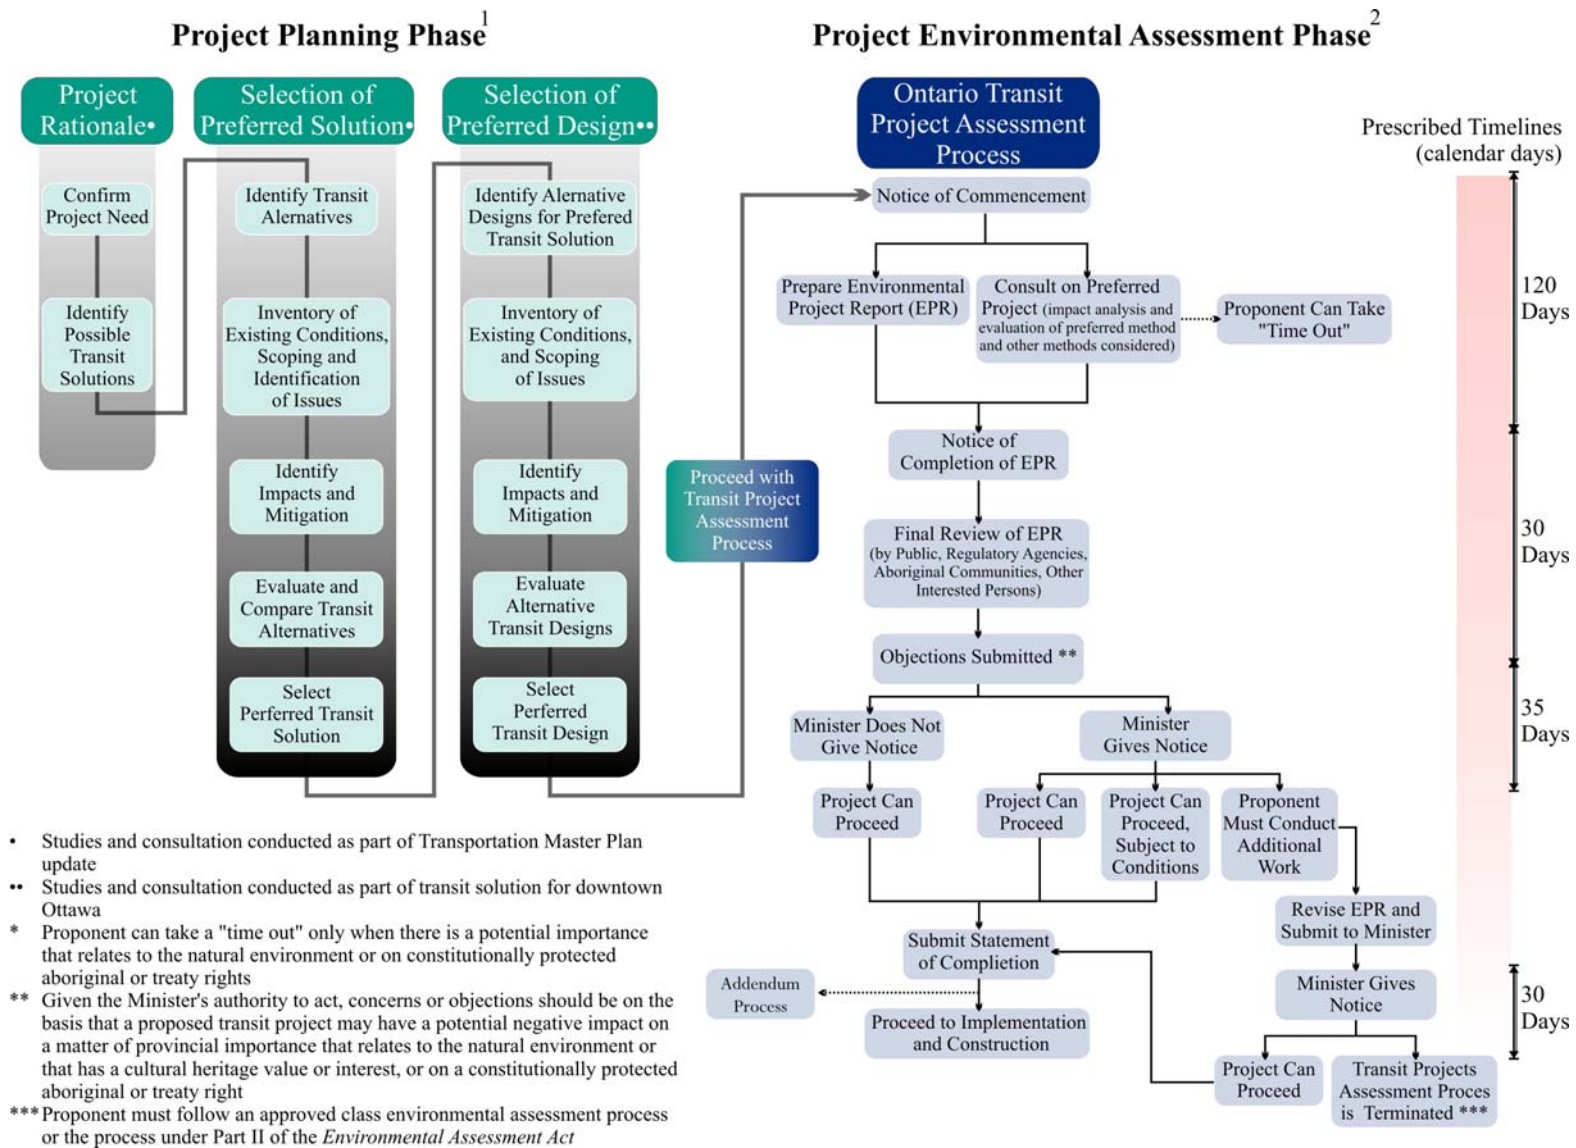 Project Planning Phase1
Project
Rationale•
Selection of
Preferred Solution•
Selection of
Preferred Design••
Confirm
Project Need
Identify
Possible
Transit
Solutions
Identify Transit
Alernatives
Inventory of
Existing Conditions,
Scoping and
Identification
of Issues
Identify
Impacts and
Mitigation
Evaluate and
Compare Transit
Alternatives
Select
Perferred Transit
Solution
Identify Alernative
Designs for Prefered
Transit Solution
Inventory of
Existing Conditions,
and Scoping
of Issues
Identify
Impacts and
Mitigation
Evaluate
Alternative
Transit Designs
Select
Perferred
Transit Design
Proceed with
Transit Project
Assessment
Process
Project Environmental Assessment Phase2
Ontario Transit
Project Assessment
Process
Prescribed Timelines
(calendar days)
Notice of Commencement
Prepare Environmental
Project Report (EPR)
Consult on Preferred
Project (impact analysis and
evaluation of preferred method
and other methods considered)
Proponent Can Take
"Time Out"
120
Days
Notice of
Completion of EPR
Final Review of EPR
(by Public, Regulatory Agencies,
Aboriginal Communities, Other
Interested Persons)
30
Days
Objections Submitted **
Minister Does Not
Give Notice
Minister
Gives Notice
35
Days
Project Can
Proceed
Project Can
Proceed
Project Can
Proceed,
Subject to
Conditions
Proponent
Must Conduct
Additional
Work
Revise EPR and
Submit to Minister
Submit Statement
of Complietion
Addendum
Process
Minister Gives
Notice
30
Days
Proceed to Implementation
and Construction
Project Can
Proceed
Transit Projects
Assessment Proces
is Terminated ***
• Studies and consultation conducted as part of Transportation Master Plan
update
•• Studies and consultation conducted as part of transit solution for downtown
Ottawa
* Proponent can take a "time out" only when there is a potential importance
that relates to the natural environment or on constitutionally protected
aboriginal or treaty rights
** Given the Minister's authority to act, concerns or objections should be on the
basis that a proposed transit project may have a potential negative impact on
a matter of provincial importance that relates to the natural environment or
that has a cultural heritage value or interest, or on a constitutionally protected
aboriginal or treaty right
*** Proponent must follow an approved class environmental assessment process
or the process under Part II of the Environmental Assessment Act